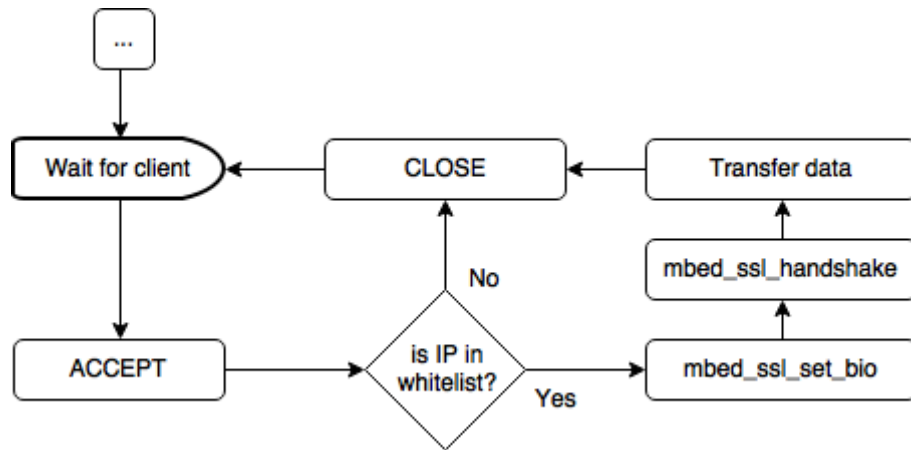 ...
Wait for client
CLOSE
Transfer data
No
mbed_ssl_handshake
ACCEPT
is IP in
whitelist?
Yes
mbed_ssl_set_bio